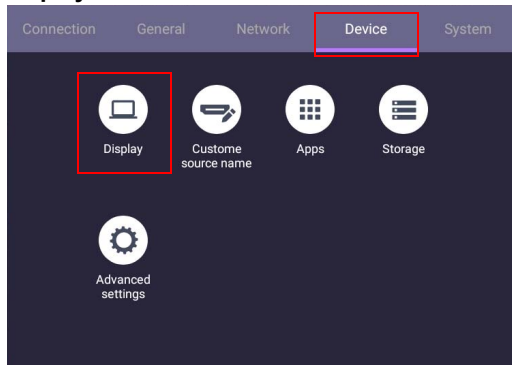 Connection General Network Device System
Display
Custome
source name
Apps
Storage
Advanced
settings